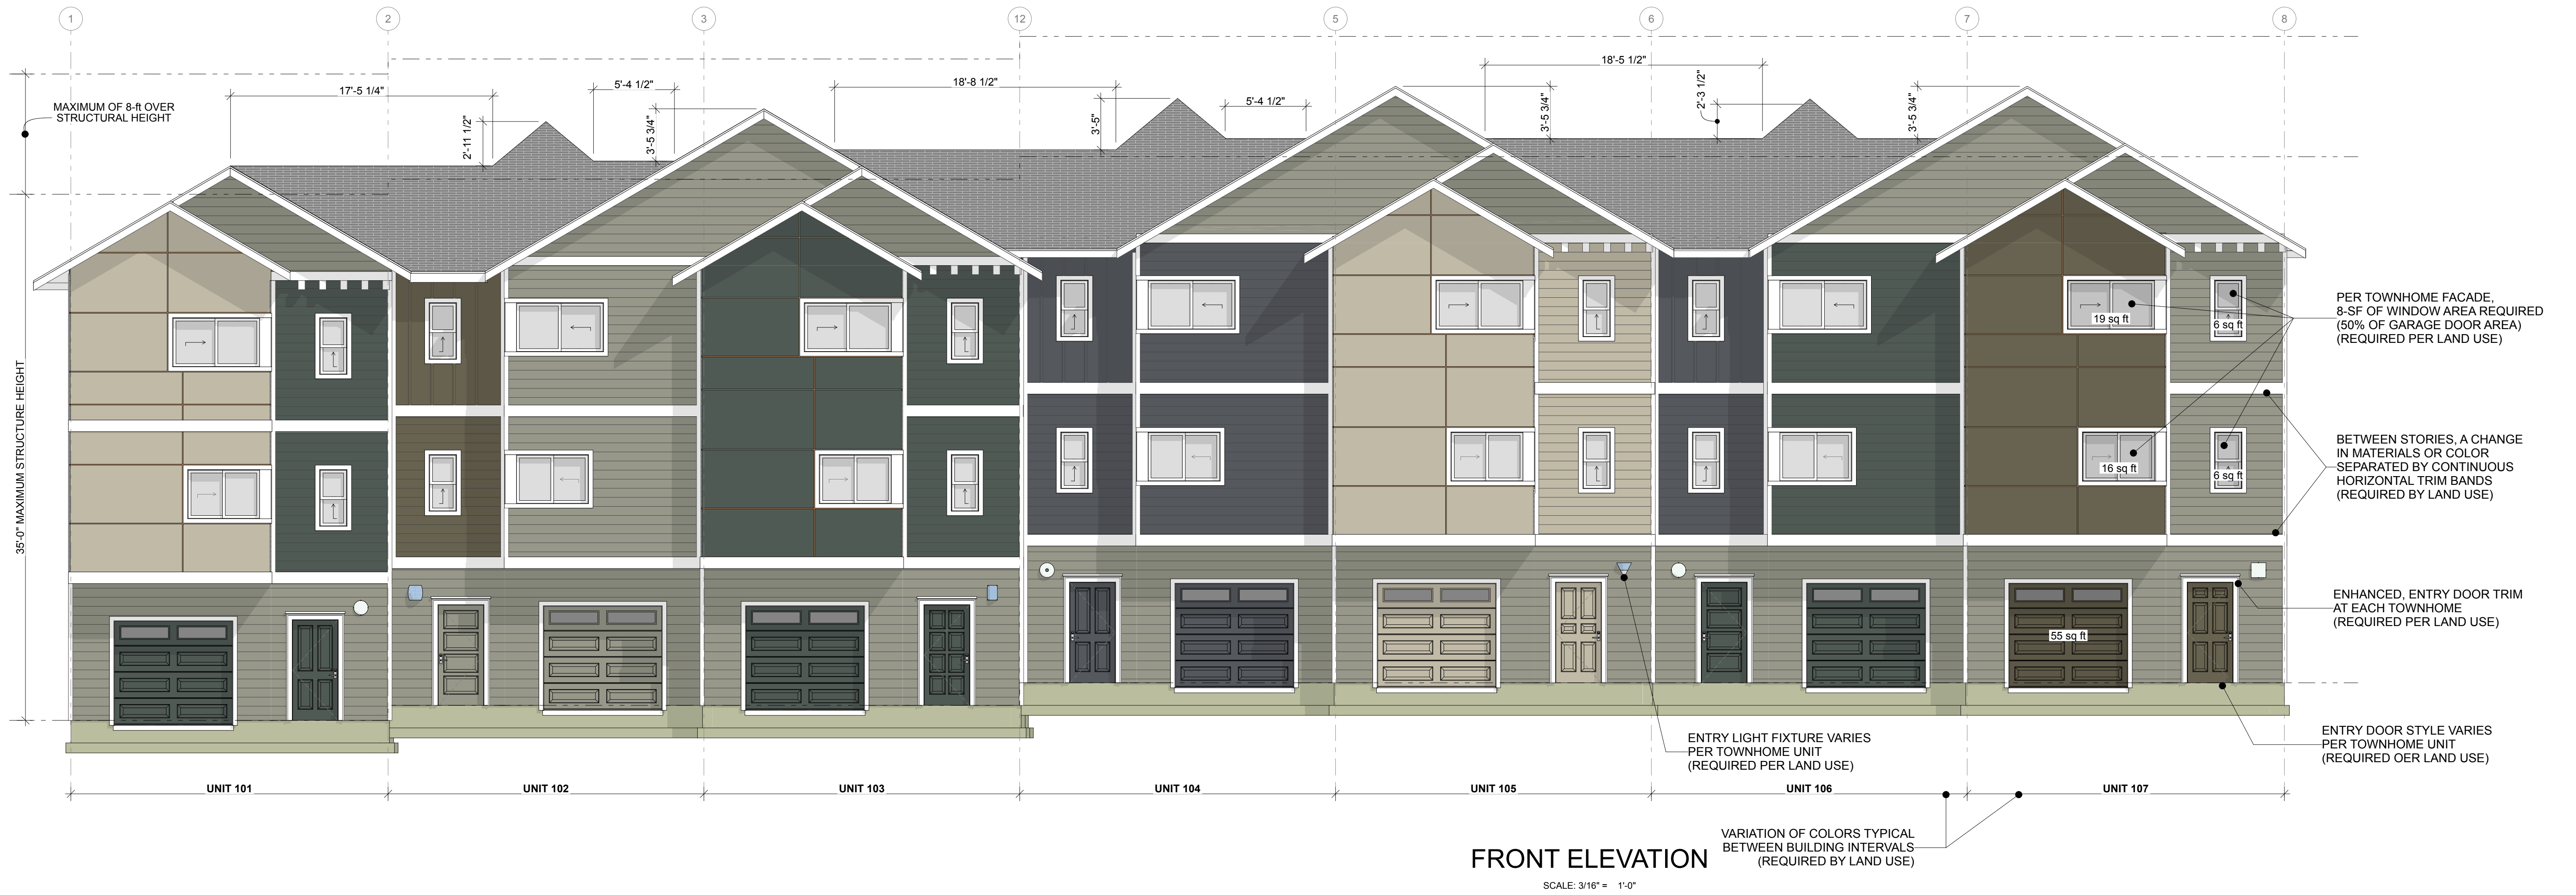 1 2 3 12 5 6 7 8
17'-5 1/4"
5'-4 1/2"
18'-8 1/2"
5'-4 1/2"
18'-5 1/2"
2'-11 1/2"
3'-5 3/4"
3'-5"
3'-5 3/4"
2'-3 1/2"
3'-5 3/4"
MAXIMUM OF 8-ft OVER
STRUCTURAL HEIGHT
35'-0" MAXIMUM STRUCTURE HEIGHT
19 sq ft
6 sq ft
16 sq ft
6 sq ft
55 sq ft
PER TOWNHOME FACADE,
8-SF OF WINDOW AREA REQUIRED
(50% OF GARAGE DOOR AREA)
(REQUIRED PER LAND USE)
BETWEEN STORIES, A CHANGE
IN MATERIALS OR COLOR
SEPARATED BY CONTINUOUS
HORIZONTAL TRIM BANDS
(REQUIRED BY LAND USE)
ENHANCED, ENTRY DOOR TRIM
AT EACH TOWNHOME
(REQUIRED PER LAND USE)
ENTRY DOOR STYLE VARIES
PER TOWNHOME UNIT
(REQUIRED OER LAND USE)
ENTRY LIGHT FIXTURE VARIES
PER TOWNHOME UNIT
(REQUIRED PER LAND USE)
UNIT 101 UNIT 102 UNIT 103 UNIT 104 UNIT 105 UNIT 106 UNIT 107
VARIATION OF COLORS TYPICAL
BETWEEN BUILDING INTERVALS
(REQUIRED BY LAND USE)
FRONT ELEVATION
SCALE: 3/16" = 1'-0"